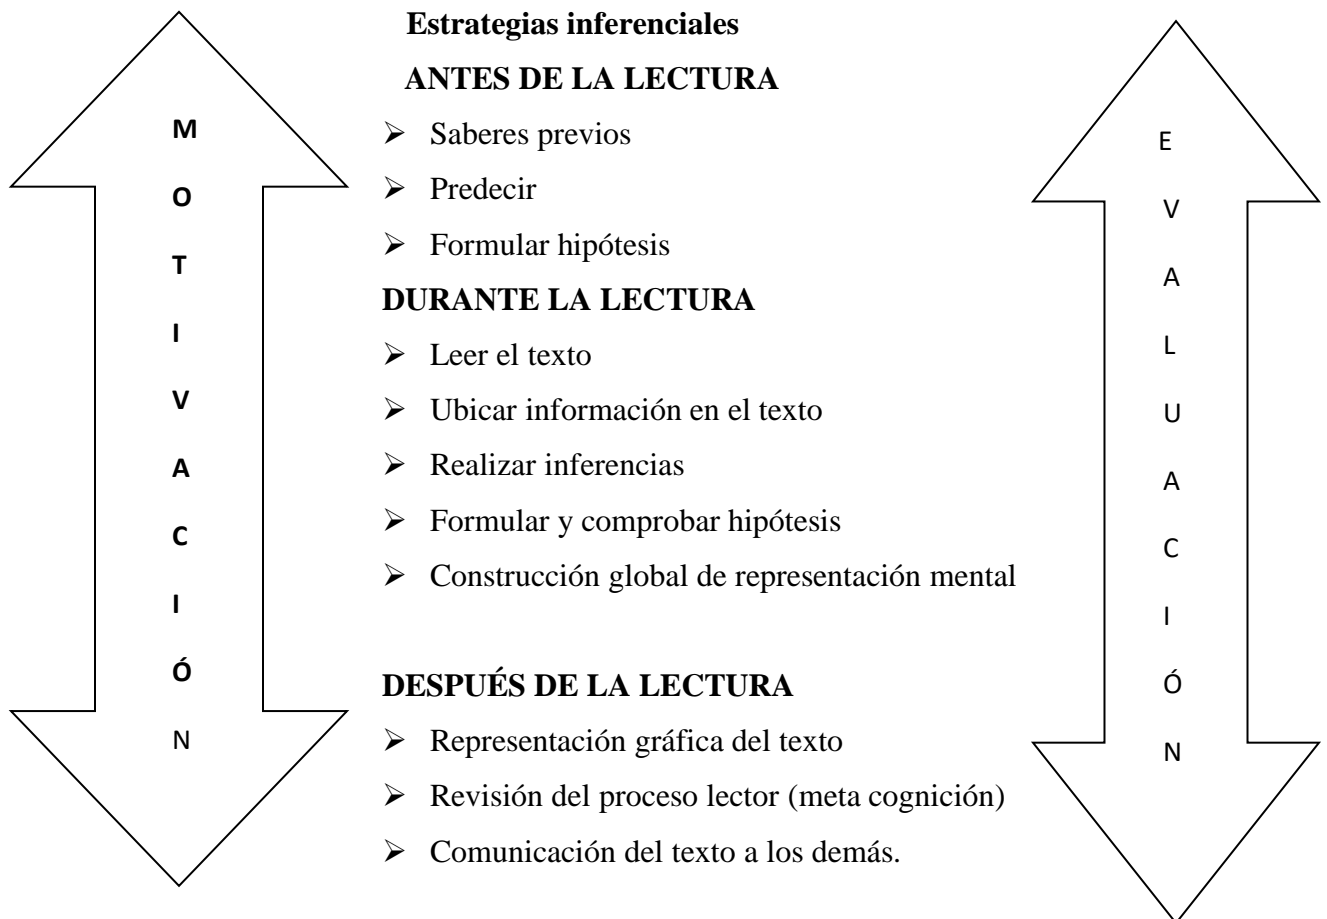 Estrategias inferenciales
ANTES DE LA LECTURA
➢ Saberes previos
➢ Predecir
➢ Formular hipótesis
DURANTE LA LECTURA
➢ Leer el texto
➢ Ubicar información en el texto
➢ Realizar inferencias
➢ Formular y comprobar hipótesis
➢ Construcción global de representación mental
DESPUÉS DE LA LECTURA
➢ Representación gráfica del texto
➢ Revisión del proceso lector (meta cognición)
➢ Comunicación del texto a los demás.
M
O
T
I
V
A
C
I
Ó
N
E
V
A
L
U
A
C
I
Ó
N